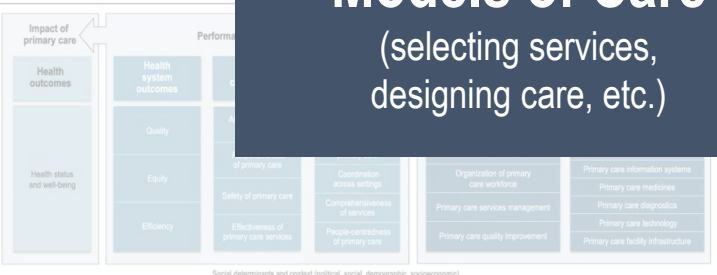 Models of Care
(selecting services,
designing care, etc.)
Impact of
primary care
Health
outcomes
Health
system
outcomes
Health status
and well-being
Quality
Equity
Efficiency
of primary care
Safety of primary care
Effectiveness of
primary care services
Coordination
across settings
Comprehensiveness
of services
People-centredness
of primary care
Organization of primary
care workforce
Primary care services management
Primary care quality improvement
Primary care information systems
Primary care medicines
Primary care diagnostics
Primary care technology
Primary care facility infrastructure
Social determinants and context (political, social, demographic, socioeconomic)